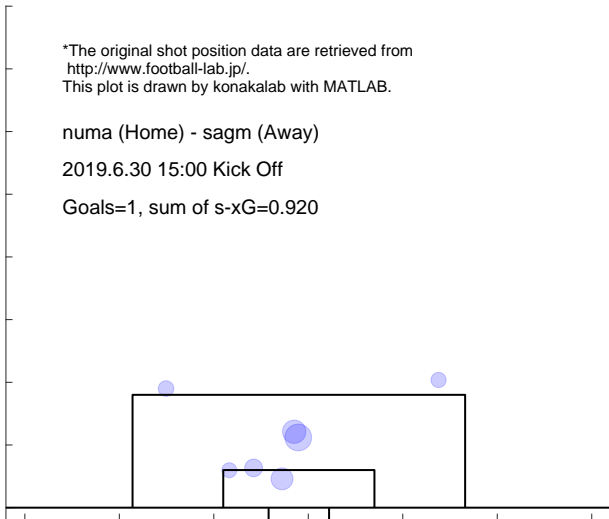 *The original shot position data are retrieved from
http://www.football-lab.jp/.
This plot is drawn by konakalab with MATLAB.
numa (Home) - sagm (Away)
2019.6.30 15:00 Kick Off
Goals=1, sum of s-xG=0.920